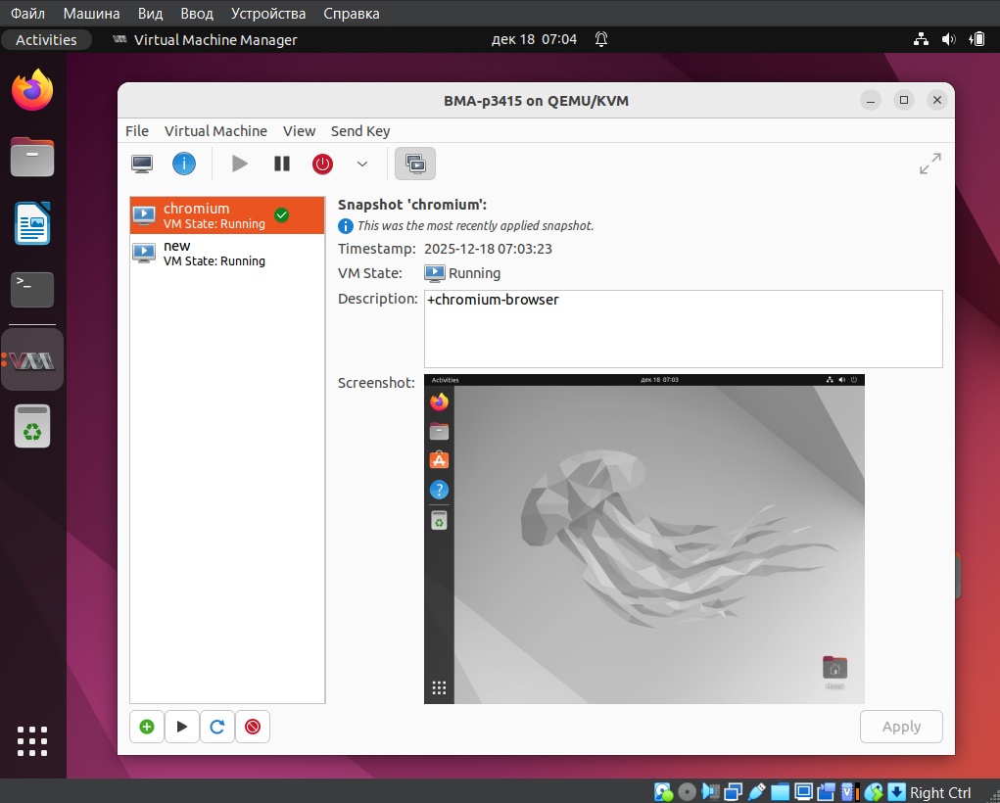 Файл Машина Вид Ввод Устройства Справка
Activities Virtual Machine Manager дек 18 07:04
BMA-p3415 on QEMU/KVM
File Virtual Machine View Send Key
chromium
VM State: Running
new
VM State: Running
Snapshot 'chromium':
This was the most recently applied snapshot.
Timestamp: 2025-12-18 07:03:23
VM State: Running
Description: +chromium-browser
Screenshot:
Activities дек 18 07:03
Home
Apply
Right Ctrl